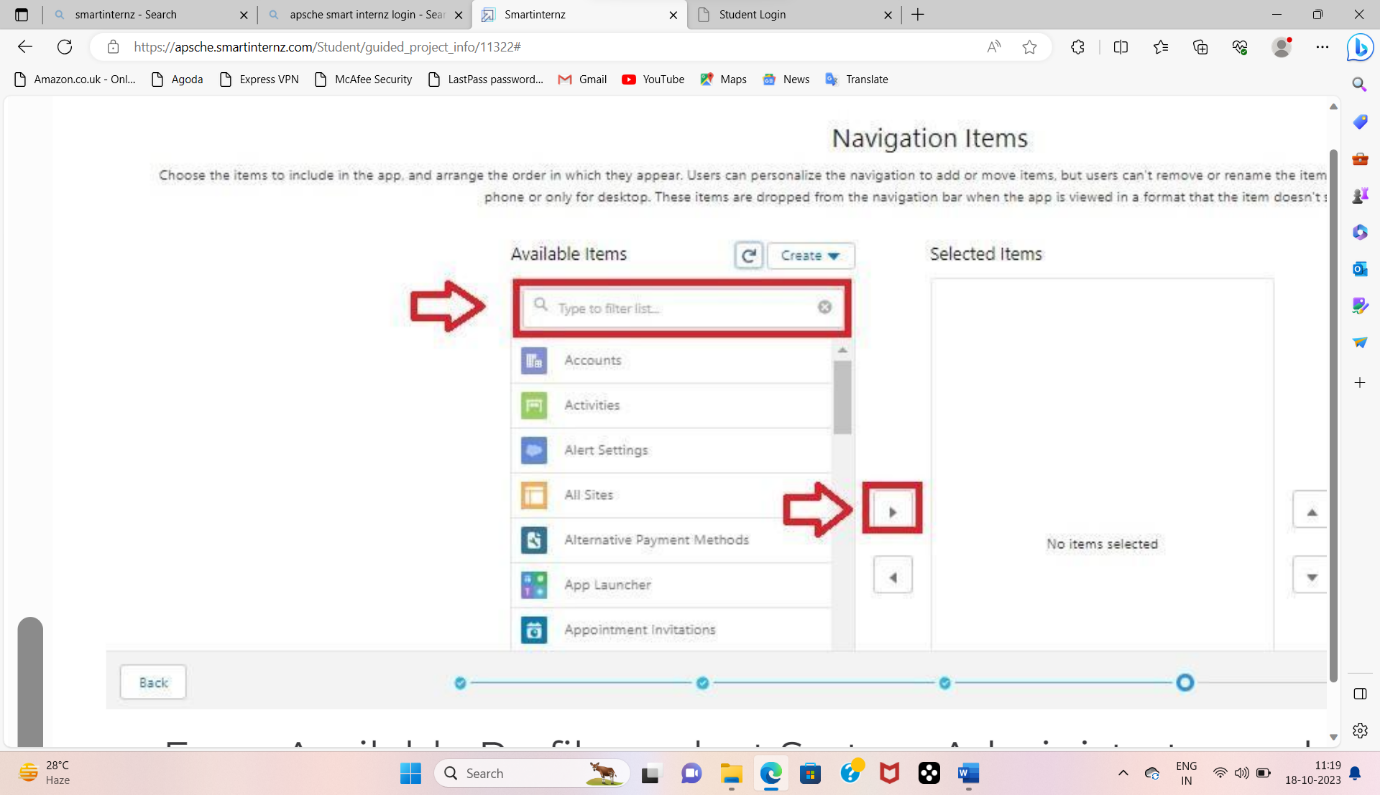 smartinternz - Search
apsche smart internz login - Sear
Smartinternz
Student Login
https://apsche.smartinternz.com/Student/guided_project_info/11322#
Amazon.co.uk - Onl...
Agoda
Express VPN
McAfee Security
LastPass password...
Gmail
YouTube
Maps
News
Translate
Navigation Items
Choose the items to include in the app, and arrange the order in which they appear. Users can personalize the navigation to add or move items, but users can't remove or rename the item
phone or only for desktop. These items are dropped from the navigation bar when the app is viewed in a format that the item doesn't s
Available Items
Create
Selected Items
Type to filter list...
Accounts
Activities
Alert Settings
All Sites
Alternative Payment Methods
App Launcher
Appointment Invitations
No items selected
Back
28°C
Haze
Search
ENG
IN
11:19
18-10-2023